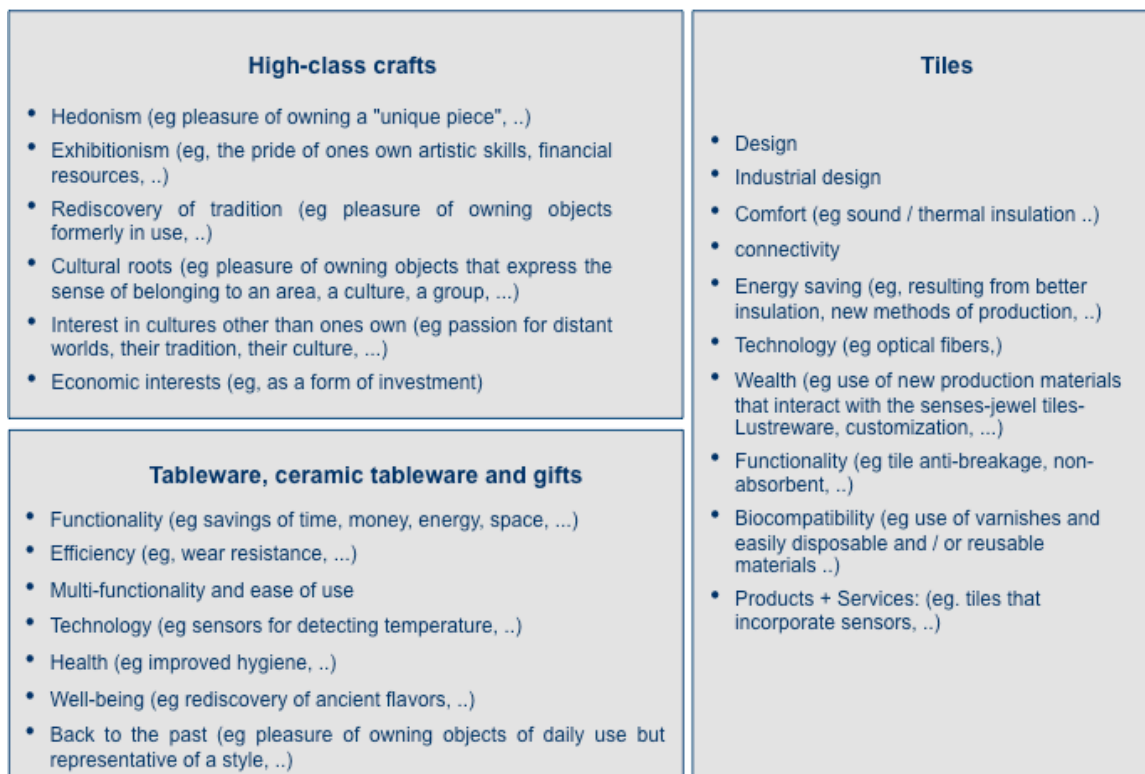 High-class crafts
• Hedonism (eg pleasure of owning a "unique piece", ..)
• Exhibitionism (eg, the pride of ones own artistic skills, financial
resources, ..)
• Rediscovery of tradition (eg pleasure of owning objects
formerly in use, ..)
• Cultural roots (eg pleasure of owning objects that express the
sense of belonging to an area, a culture, a group, ...)
• Interest in cultures other than ones own (eg passion for distant
worlds, their tradition, their culture, ...)
• Economic interests (eg, as a form of investment)
Tableware, ceramic tableware and gifts
• Functionality (eg savings of time, money, energy, space, ...)
• Efficiency (eg, wear resistance, ...)
• Multi-functionality and ease of use
• Technology (eg sensors for detecting temperature, ..)
• Health (eg improved hygiene, ..)
• Well-being (eg rediscovery of ancient flavors, ..)
• Back to the past (eg pleasure of owning objects of daily use but
representative of a style, ..)
Tiles
• Design
• Industrial design
• Comfort (eg sound / thermal insulation ..)
• connectivity
• Energy saving (eg, resulting from better
insulation, new methods of production, ..)
• Technology (eg optical fibers,)
• Wealth (eg use of new production materials
that interact with the senses-jewel tiles-
Lustreware, customization, ...)
• Functionality (eg tile anti-breakage, non-
absorbent, ..)
• Biocompatibility (eg use of varnishes and
easily disposable and / or reusable
materials ..)
• Products + Services: (eg. tiles that
incorporate sensors, ..)